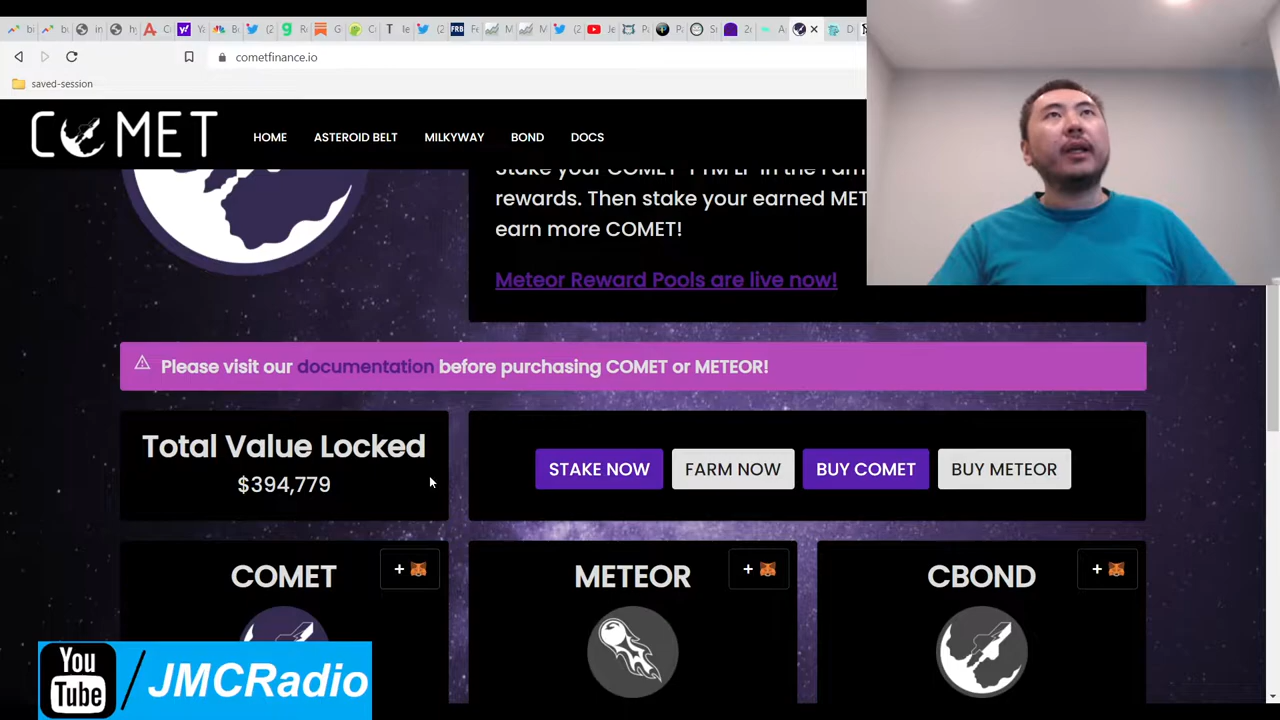 cometfinance.io
saved-session
COMET
HOME
ASTEROID BELT
MILKYWAY
BOND
DOCS
rewards. Then stake your earned MET
earn more COMET!
Meteor Reward Pools are live now!
Please visit our documentation before purchasing COMET or METEOR!
Total Value Locked
$394,779
STAKE NOW
FARM NOW
BUY COMET
BUY METEOR
COMET
+
METEOR
+
CBOND
+
You
Tube
/JMCRadio